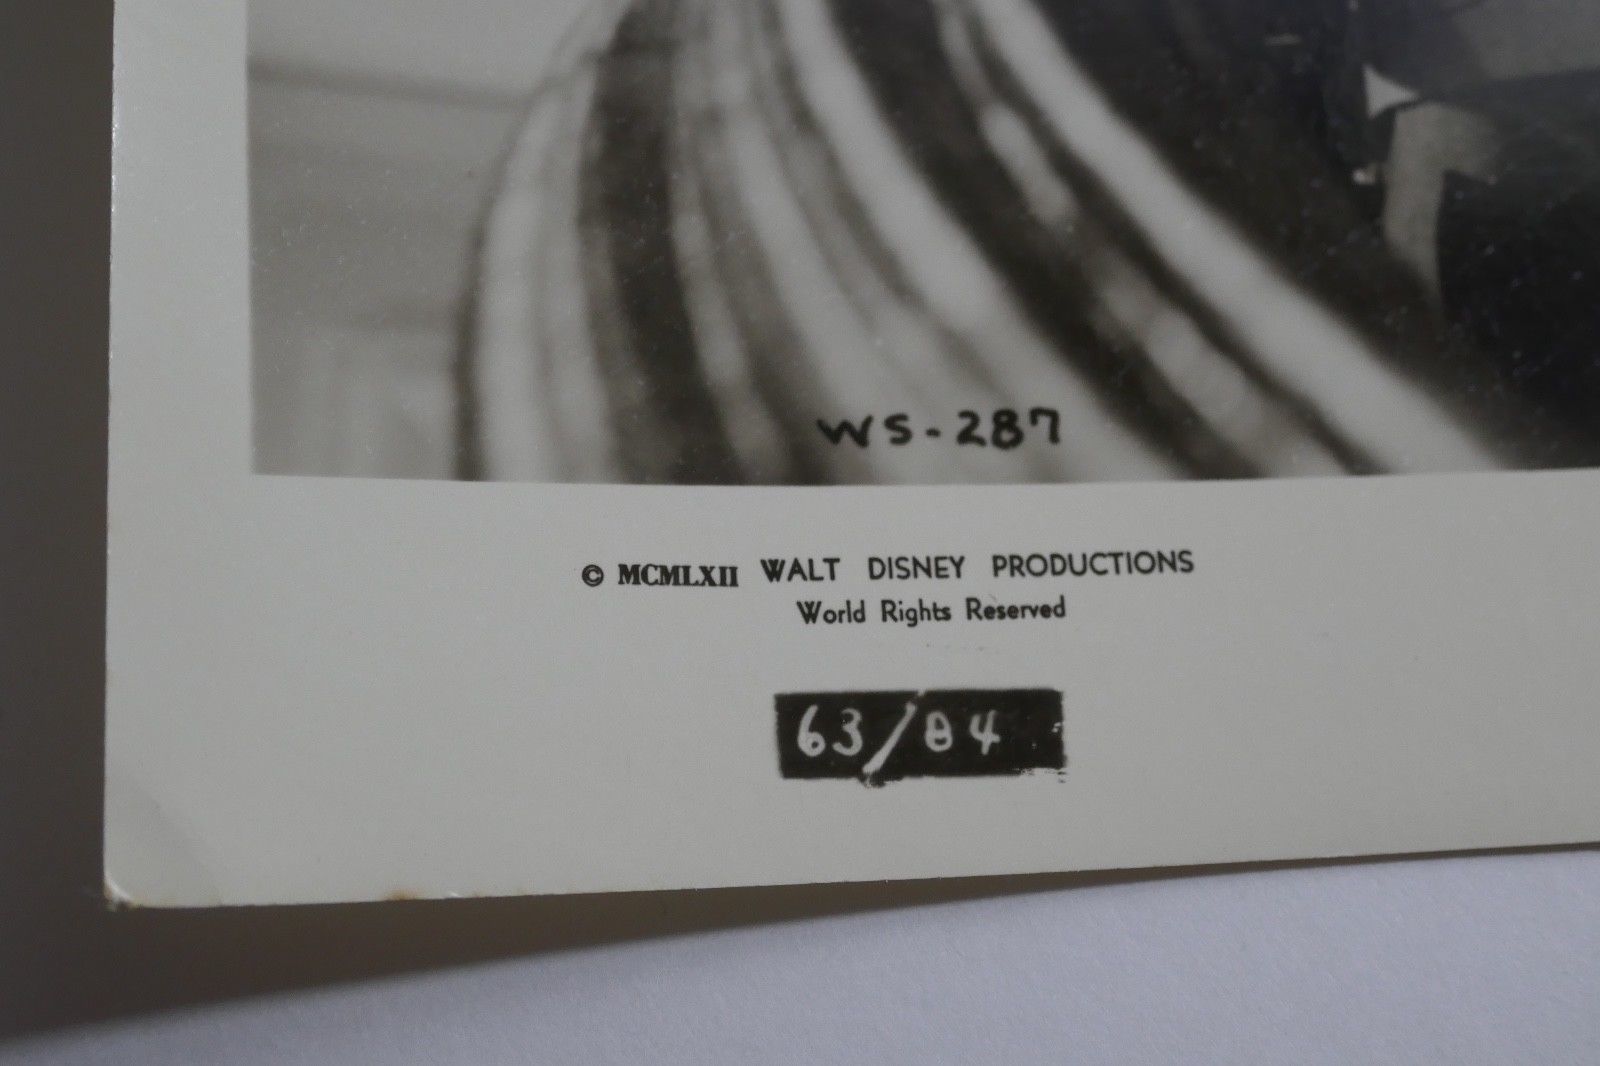 WS-287
© MCMLXII WALT DISNEY PRODUCTIONS
World Rights Reserved
63/84